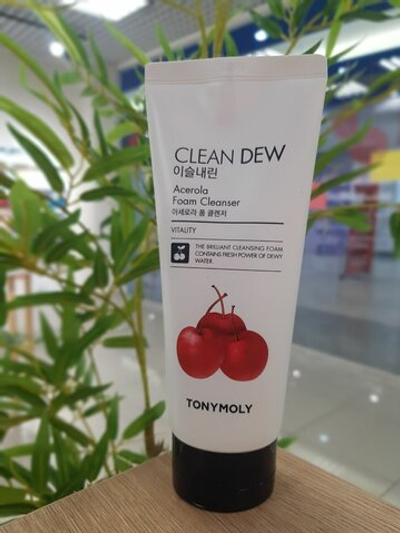 CLEAN DEW
이슬내린
Acerola
Foam Cleanser
아세로라 폼 클렌저
VITALITY
THE BRILLIANT CLEANSING FOAM
CONTAINS FRESH POWER OF DEWY
WATER.
TONYMOLY